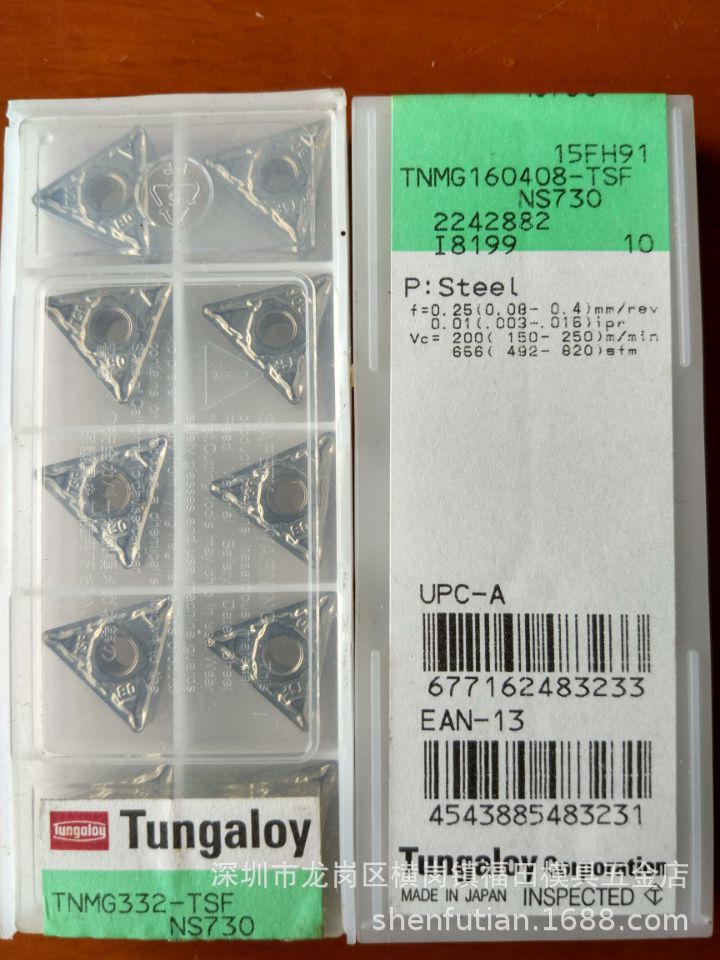 15FH91
TNMG160408-TSF
NS730
2242882
I8199 10
P:Steel
f=0.25(0.08- 0.4)mm/rev
0.01(.003-.016)ipr
Vc= 200( 150- 250)m/min
656( 492- 820)sfm
UPC-A
677162483233
EAN-13
4543885483231
Tungaloy Corporation
MADE IN JAPAN INSPECTED
Tungaloy Tungaloy
TNMG332-TSF
NS730
深圳市龙岗区横岗镇福田模具五金店
shenfutian.1688.com